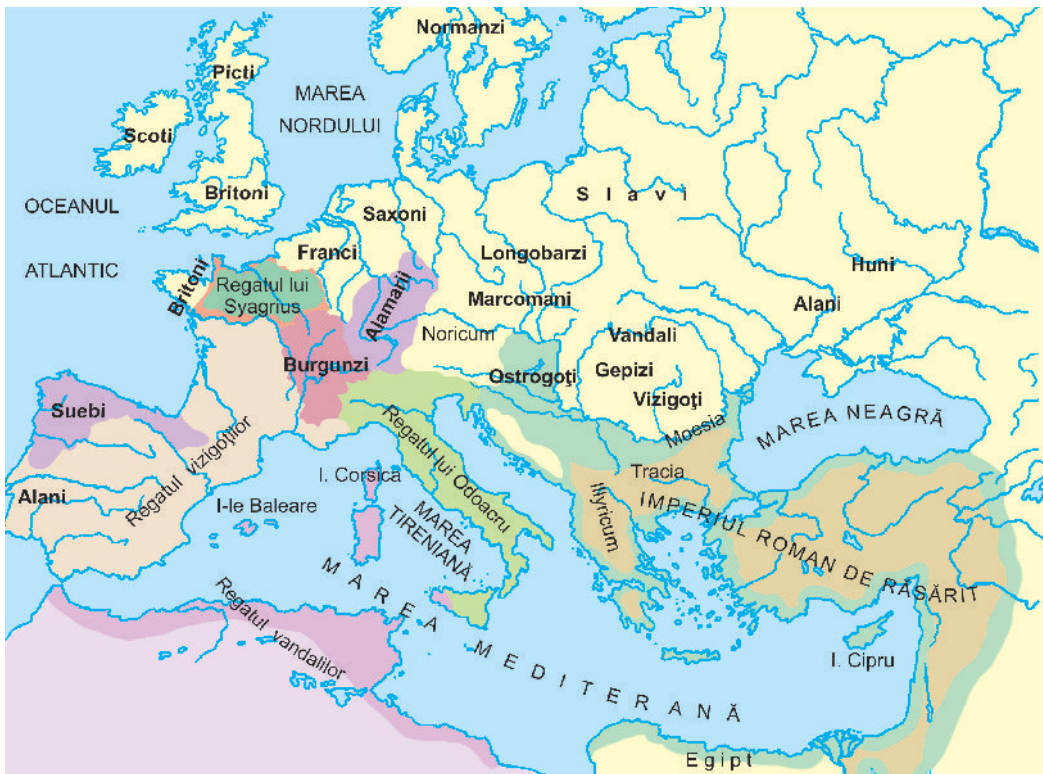 Normanzi
Picti
MAREA
NORDULUI
Scoti
Britoni
OCEANUL
ATLANTIC
Saxoni
Slavi
Franci
Longobarzi
Huni
Britoni
Regatul lui
Syagrius
Alamarii
Marcomani
Alani
Noricum
Vandali
Burgunzi
Ostrogoţi
Gepizi
Vizigoţi
Suebi
Moesia
MAREA NEAGRĂ
Regatul vizigoţilor
Regatul lui Odoacru
I. Corsica
Tracia
Alani
I-le Baleare
MAREA
TIRENIANĂ
Illyricum
IMPERIUL ROMAN DE RĂSĂRIT
MAREA MEDITERANĂ
Regatul vandalilor
I. Cipru
Egipt